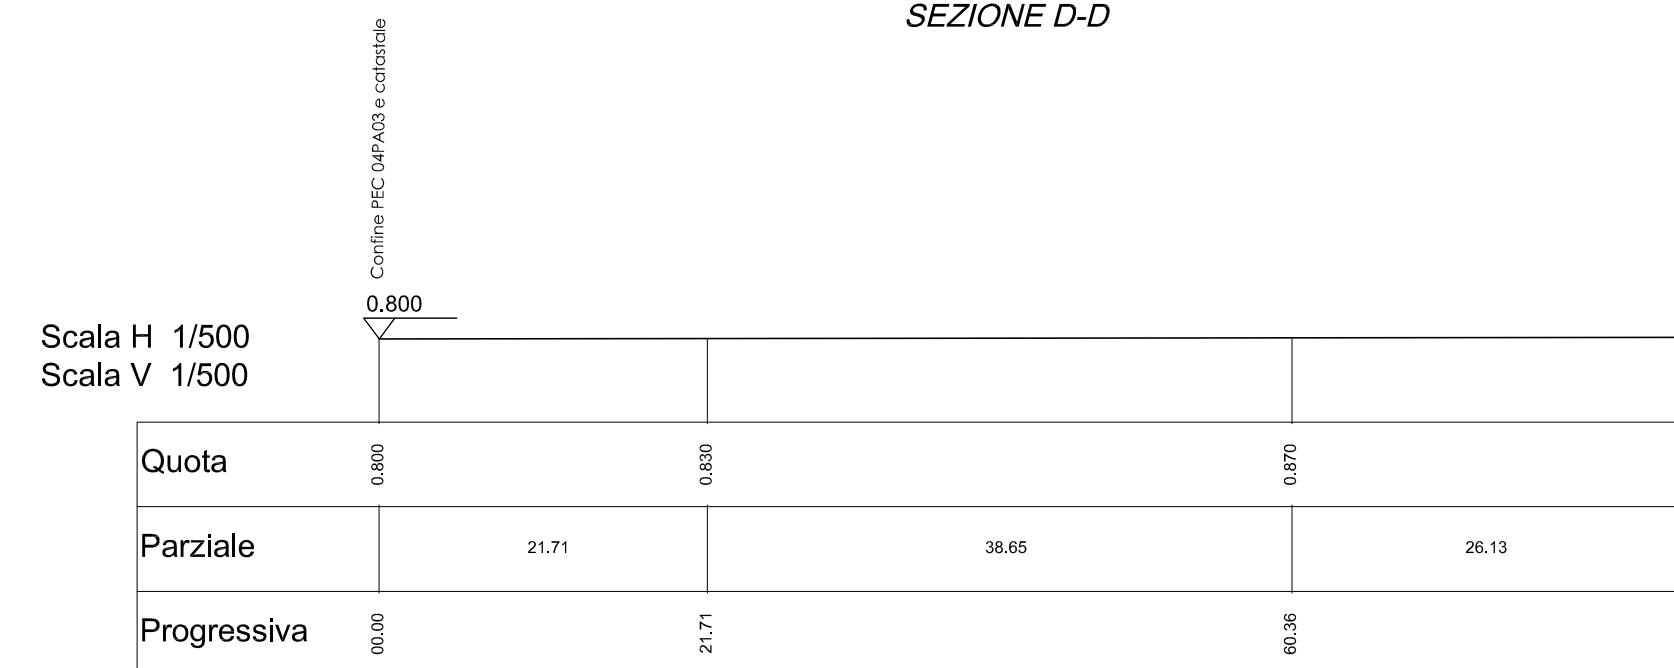 SEZIONE D-D
Confine PEC 04PA03 e catastale
0.800
Scala H 1/500
Scala V 1/500
Quota 0.800 0.830 0.870
Parziale 21.71 38.65 26.13
Progressiva 00.00 21.71 60.36